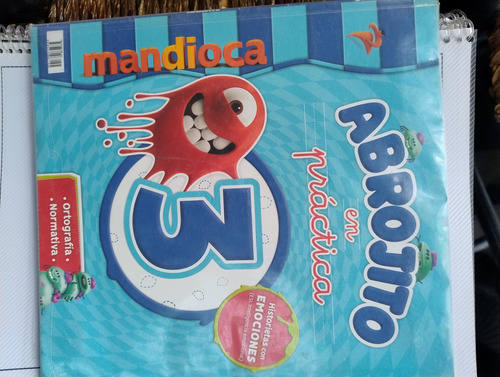 mandioca
ABROJITO
en
práctica
3
• Ortografía •
• Normativa •
Historietas con
EMOCIONES